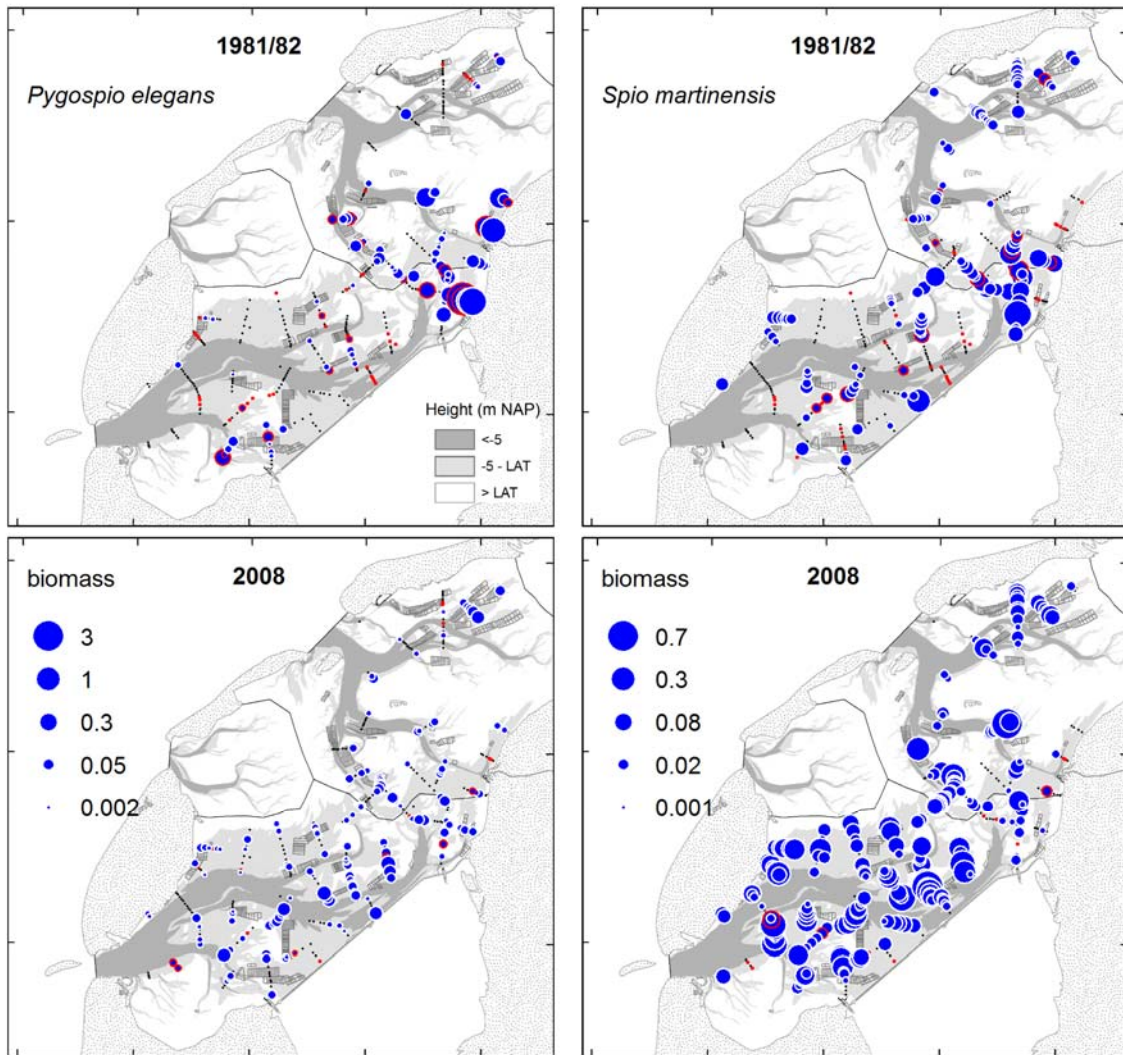 1981/82
Pygospio elegans
Height (m NAP)
<-5
-5 - LAT
> LAT
1981/82
Spio martinensis
2008
biomass
3
1
0.3
0.05
0.002
2008
biomass
0.7
0.3
0.08
0.02
0.001